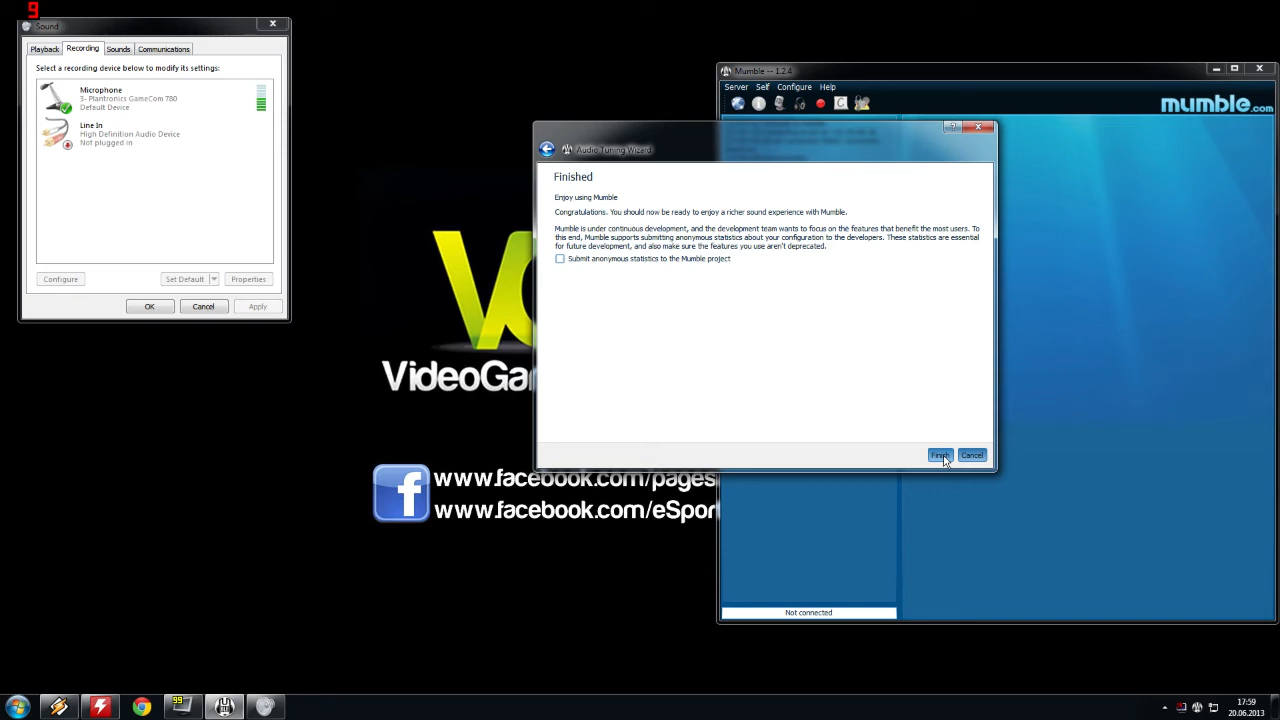 9
Sound
Playback
Recording
Sounds
Communications
Select a recording device below to modify its settings:
Microphone
3- Plantronics GameCom 780
Default Device
Line In
High Definition Audio Device
Not plugged in
Configure
Set Default
Properties
OK
Cancel
Apply
Mumble -- 1.2.4
Server Self Configure Help
mumble.com
Audio Tuning Wizard
Finished
Enjoy using Mumble
Congratulations. You should now be ready to enjoy a richer sound experience with Mumble.
Mumble is under continuous development, and the development team wants to focus on the features that benefit the most users. To
this end, Mumble supports submitting anonymous statistics about your configuration to the developers. These statistics are essential
for future development, and also make sure the features you use aren't deprecated.
Submit anonymous statistics to the Mumble project
Finish
Cancel
VideoGa
f
www.facebook.com/pages
www.facebook.com/eSpor
Not connected
99
17:59
20.06.2013